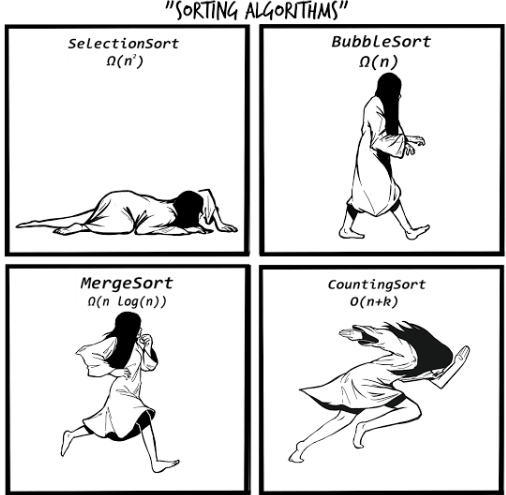 "SORTING ALGORITHMS"
SelectionSort
Ω(n²)
BubbleSort
Ω(n)
MergeSort
Ω(n log(n))
CountingSort
O(n+k)